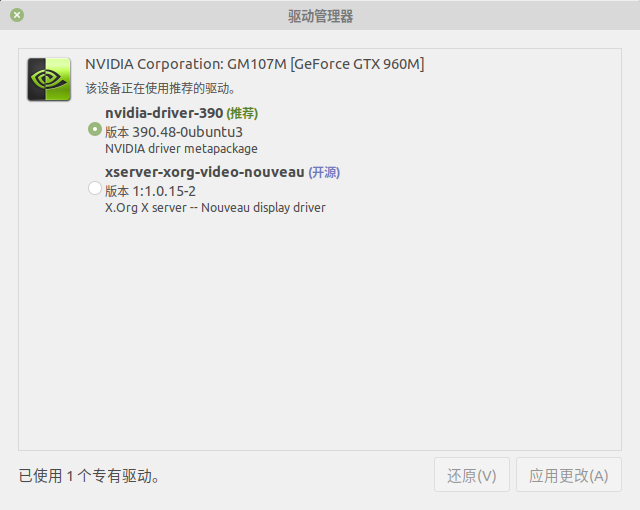 驱动管理器
NVIDIA Corporation: GM107M [GeForce GTX 960M]
该设备正在使用推荐的驱动。
nvidia-driver-390 (推荐)
版本 390.48-0ubuntu3
NVIDIA driver metapackage
xserver-xorg-video-nouveau (开源)
版本 1:1.0.15-2
X.Org X server -- Nouveau display driver
已使用 1 个专有驱动。
还原(V)
应用更改(A)